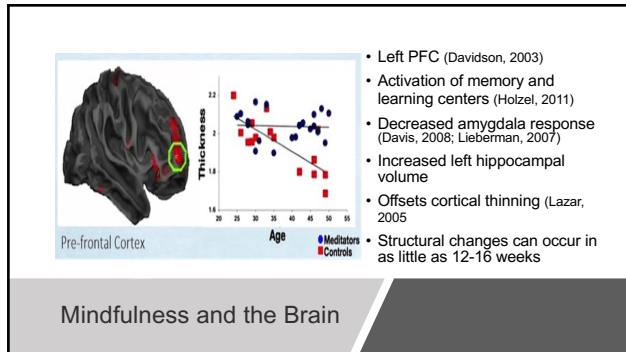 • Left PFC (Davidson, 2003)
• Activation of memory and
learning centers (Holzel, 2011)
• Decreased amygdala response
(Davis, 2008; Lieberman, 2007)
• Increased left hippocampal
volume
• Offsets cortical thinning (Lazar,
2005
• Structural changes can occur in
as little as 12-16 weeks
Thickness
2.2
2
1.8
1.6
20 25 30 35 40 45 50 55
Age
Meditators
Controls
Pre-frontal Cortex
Mindfulness and the Brain